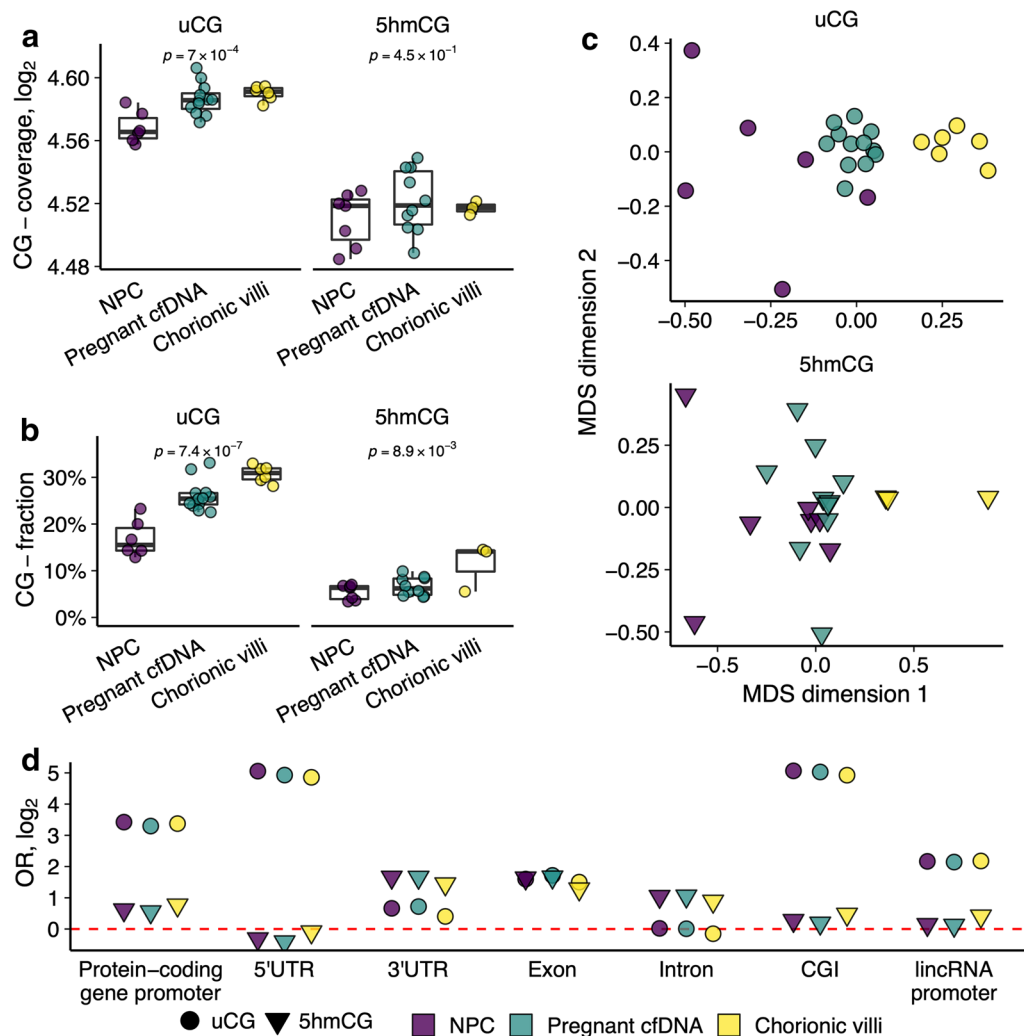 a
uCG
5hmCG
p = 7 × 10⁻⁴
p = 4.5 × 10⁻¹
CG – coverage, log₂
4.60
4.56
4.52
4.48
NPC
Pregnant cfDNA
Chorionic villi
NPC
Pregnant cfDNA
Chorionic villi
b
uCG
5hmCG
p = 7.4 × 10⁻⁷
p = 8.9 × 10⁻³
CG – fraction
30%
20%
10%
0%
NPC
Pregnant cfDNA
Chorionic villi
NPC
Pregnant cfDNA
Chorionic villi
c
uCG
0.4
0.2
0.0
−0.2
−0.4
−0.50
−0.25
0.00
0.25
MDS dimension 2
5hmCG
0.25
0.00
−0.25
−0.50
−0.5
0.0
0.5
MDS dimension 1
d
OR, log₂
5
4
3
2
1
0
Protein–coding
gene promoter
5'UTR
3'UTR
Exon
Intron
CGI
lincRNA
promoter
uCG
5hmCG
NPC
Pregnant cfDNA
Chorionic villi